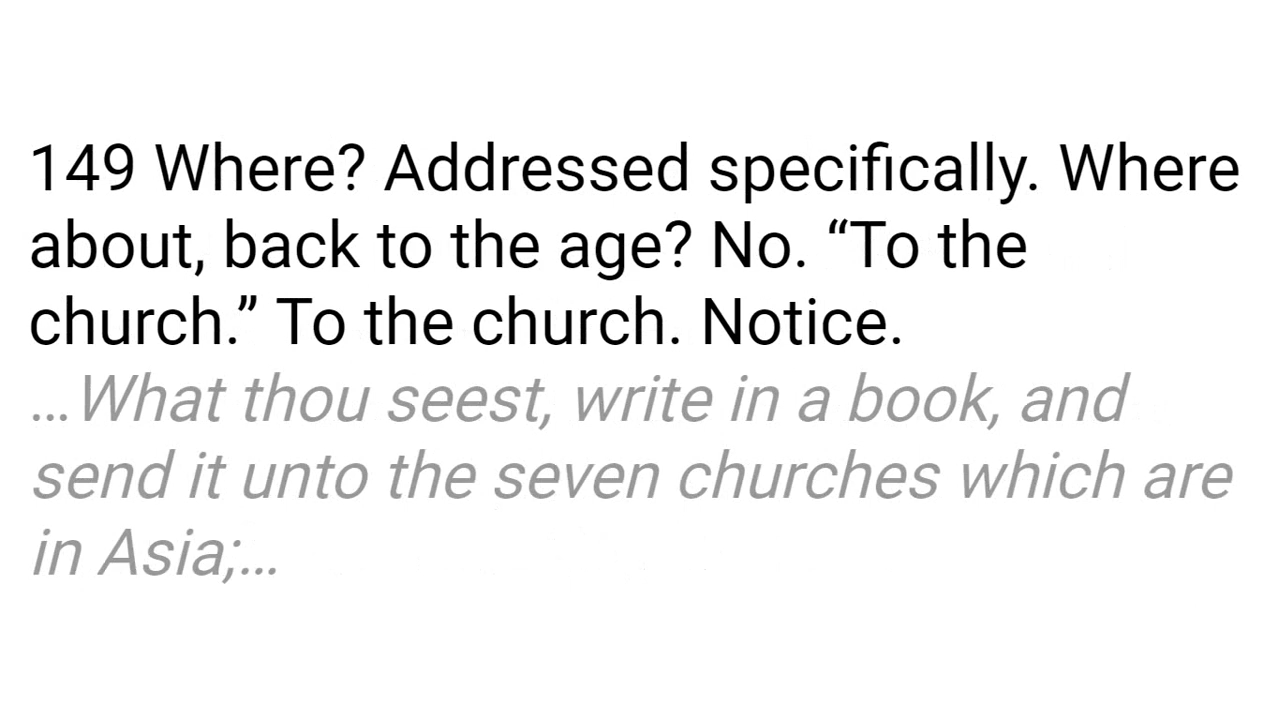 149 Where? Addressed specifically. Where
about, back to the age? No. “To the
church.” To the church. Notice.
…What thou seest, write in a book, and
send it unto the seven churches which are
in Asia;…